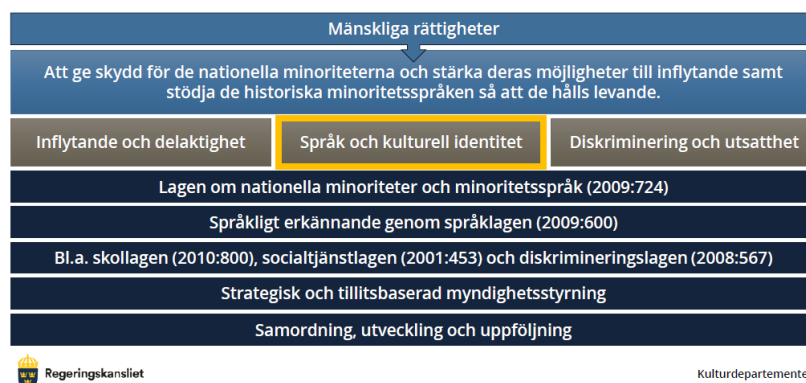 Mänskliga rättigheter
Att ge skydd för de nationella minoriteterna och stärka deras möjligheter till inflytande samt
stödja de historiska minoritetsspråken så att de hålls levande.
Inflytande och delaktighet
Språk och kulturell identitet
Diskriminering och utsatthet
Lagen om nationella minoriteter och minoritetsspråk (2009:724)
Språkligt erkännande genom språklagen (2009:600)
Bl.a. skollagen (2010:800), socialtjänstlagen (2001:453) och diskrimineringslagen (2008:567)
Strategisk och tillitsbaserad myndighetsstyrning
Samordning, utveckling och uppföljning
Regeringskansliet
Kulturdepartemente